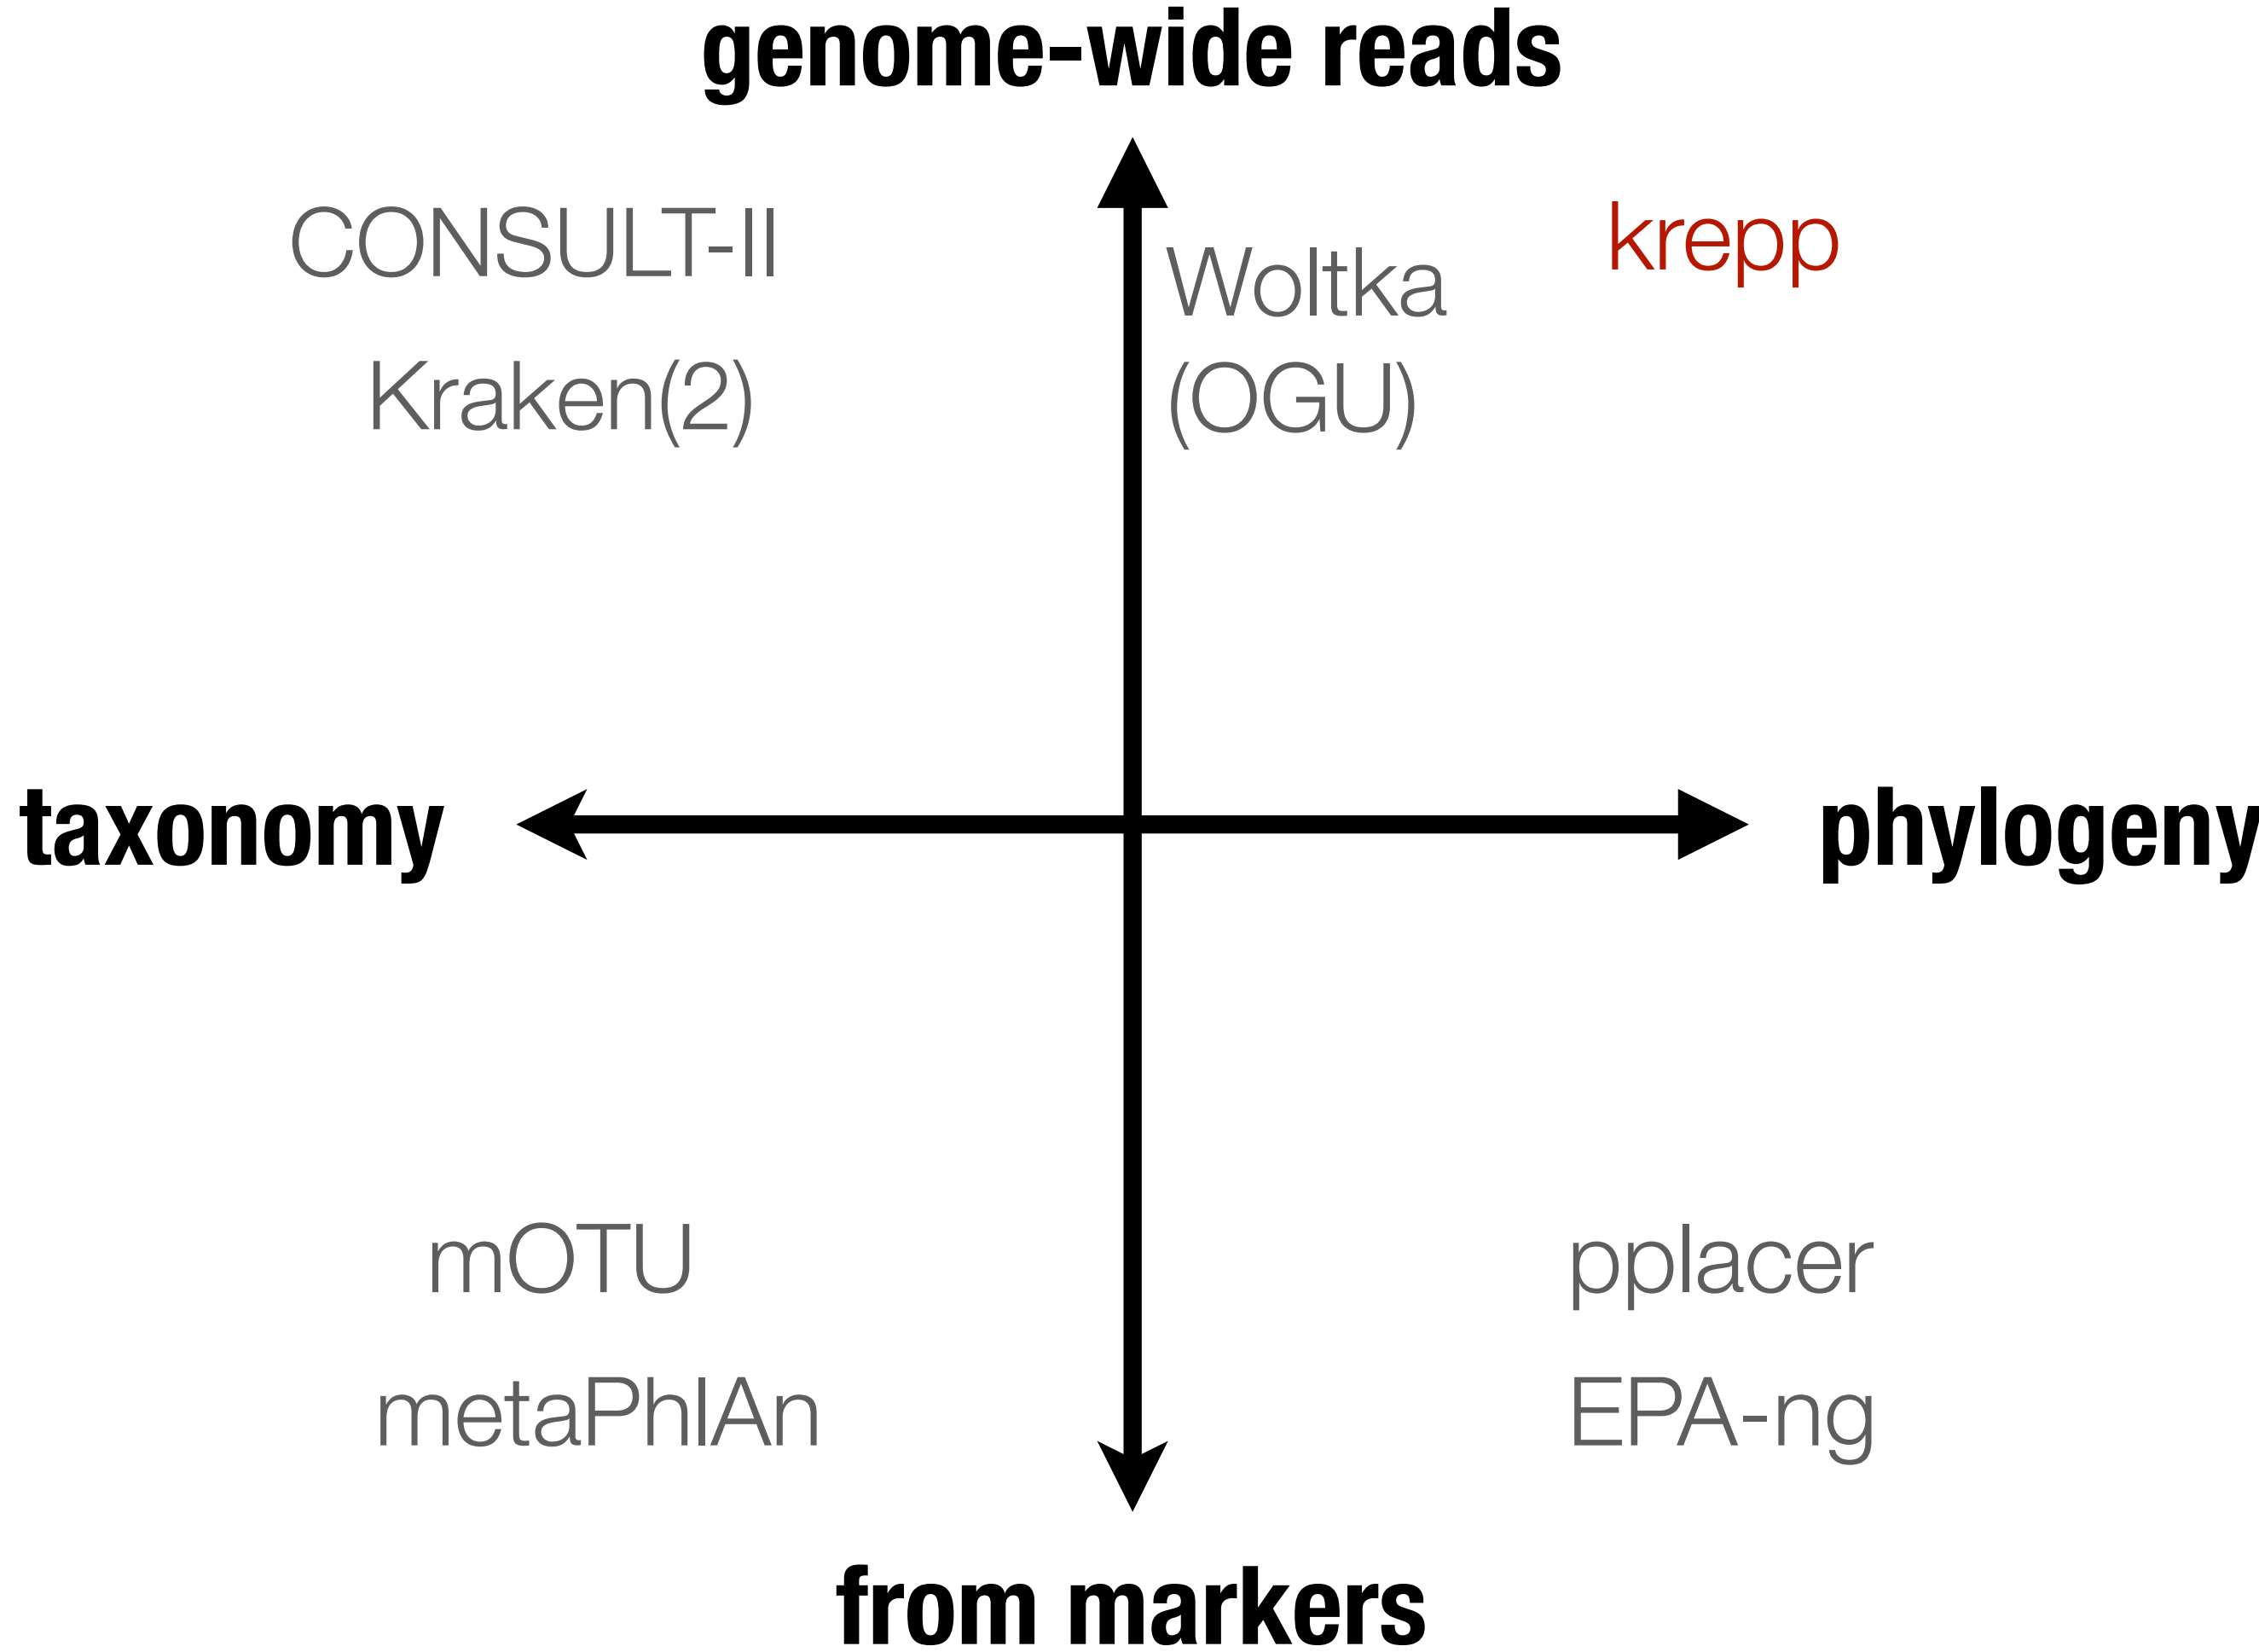 genome-wide reads
CONSULT-II
Kraken(2)
Woltka
(OGU)
krepp
taxonomy
phylogeny
mOTU
metaPhlAn
pplacer
EPA-ng
from markers